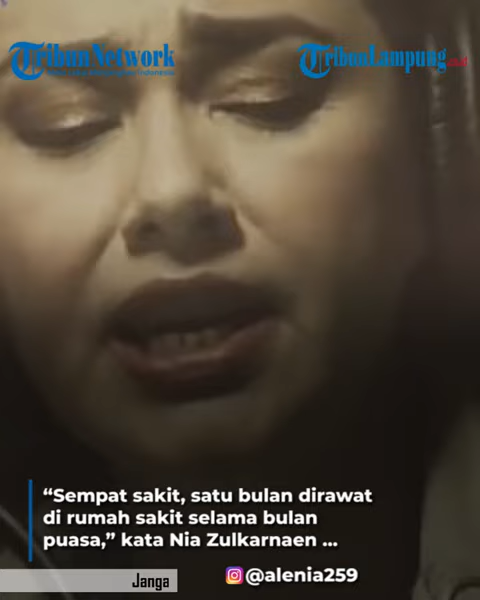 TribunNetwork
TribunLampung
“Sempat sakit, satu bulan dirawat
di rumah sakit selama bulan
puasa,” kata Nia Zulkarnaen ...
Janga
@alenia259